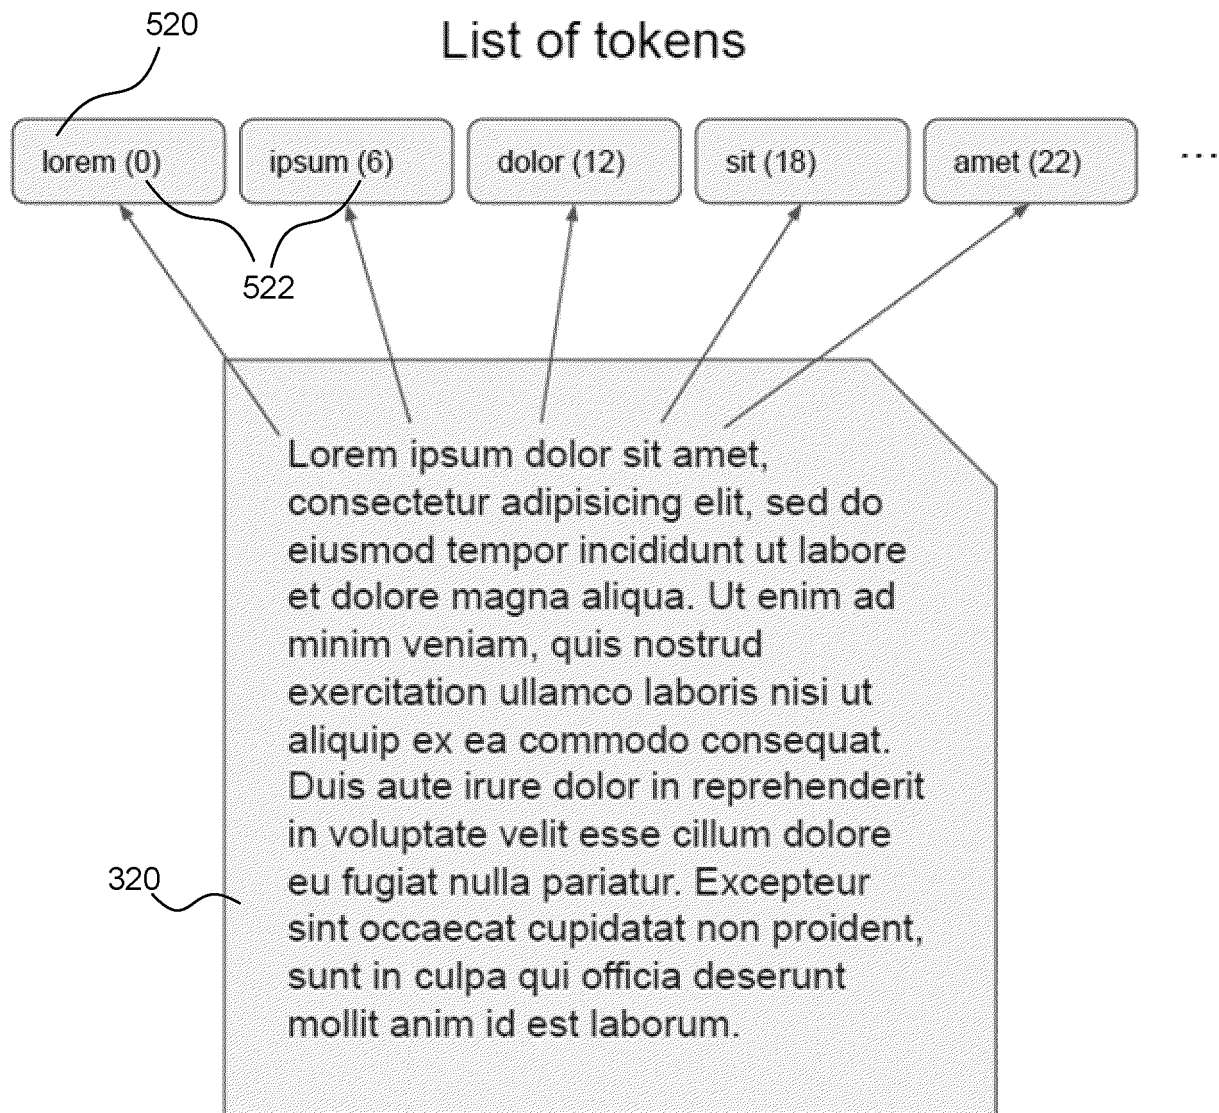 520
List of tokens
lorem (0) ipsum (6) dolor (12) sit (18) amet (22) ...
522
Lorem ipsum dolor sit amet,
consectetur adipisicing elit, sed do
eiusmod tempor incididunt ut labore
et dolore magna aliqua. Ut enim ad
minim veniam, quis nostrud
exercitation ullamco laboris nisi ut
aliquip ex ea commodo consequat.
Duis aute irure dolor in reprehenderit
in voluptate velit esse cillum dolore
320
eu fugiat nulla pariatur. Excepteur
sint occaecat cupidatat non proident,
sunt in culpa qui officia deserunt
mollit anim id est laborum.